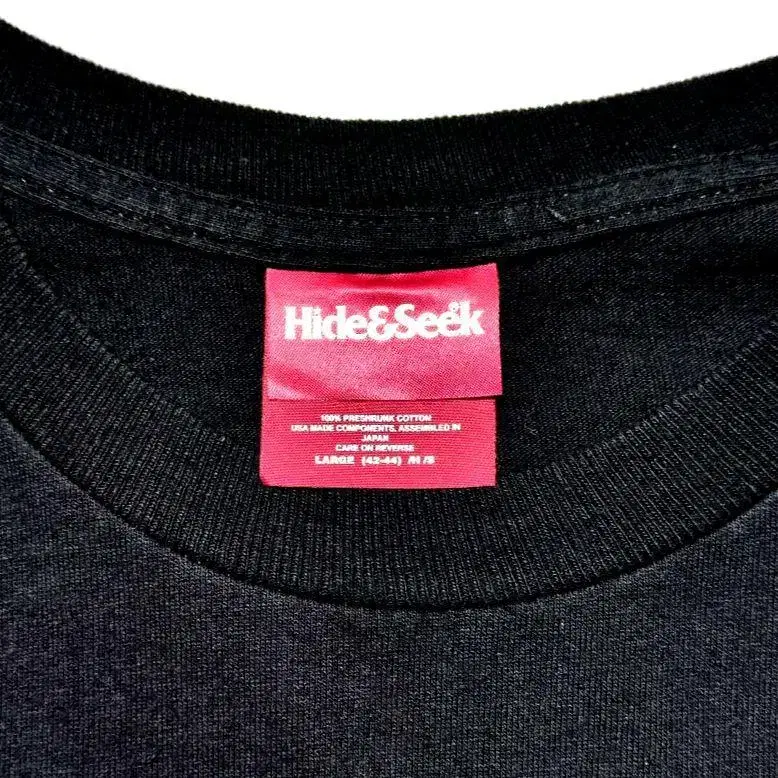 Hide&Seek
100% PRESHRUNK COTTON
USA MADE COMPONENTS, ASSEMBLED IN
JAPAN
CARE ON REVERSE
LARGE (42-44) /H/S